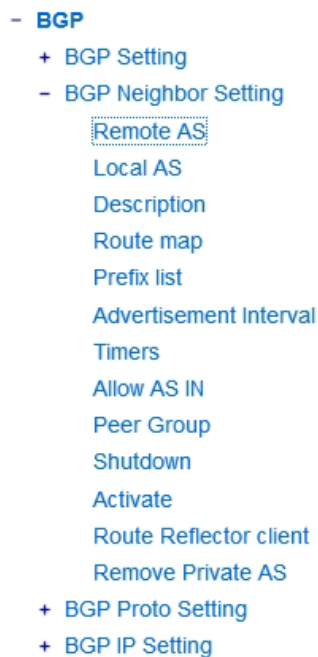 - BGP
+ BGP Setting
- BGP Neighbor Setting
Remote AS
Local AS
Description
Route map
Prefix list
Advertisement Interval
Timers
Allow AS IN
Peer Group
Shutdown
Activate
Route Reflector client
Remove Private AS
+ BGP Proto Setting
+ BGP IP Setting